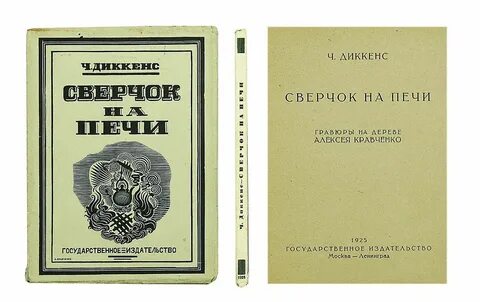 Ч. ДИККЕНС
СВЕРЧОК
НА
ПЕЧИ
ГОСУДАРСТВЕННОЕ ИЗДАТЕЛЬСТВО
Ч. Диккенс—СВЕРЧОК НА ПЕЧИ
1925
Ч. ДИККЕНС
СВЕРЧОК НА ПЕЧИ
ГРАВЮРЫ НА ДЕРЕВЕ
АЛЕКСЕЯ КРАВЧЕНКО
1925
ГОСУДАРСТВЕННОЕ ИЗДАТЕЛЬСТВО
Москва — Ленинград